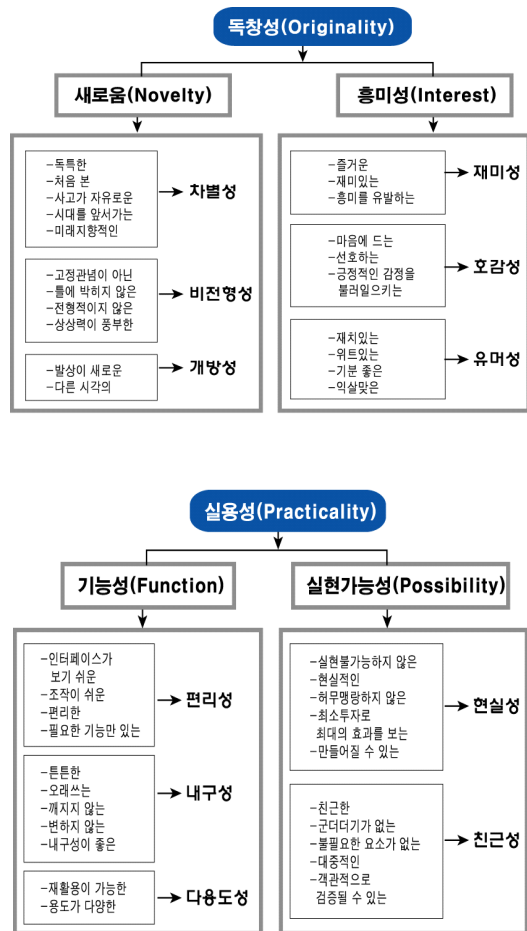 독창성(Originality)
새로움(Novelty)
-독특한
-처음 본
-사고가 자유로운
-시대를 앞서가는
-미래지향적인
차별성
-고정관념이 아닌
-틀에 박히지 않은
-전형적이지 않은
-상상력이 풍부한
비전형성
-발상이 새로운
-다른 시각의
개방성
흥미성(Interest)
-즐거운
-재미있는
-흥미를 유발하는
재미성
-마음에 드는
-선호하는
-긍정적인 감정을
불러일으키는
호감성
-재치있는
-위트있는
-기분 좋은
-익살맞은
유머성
실용성(Practicality)
기능성(Function)
-인터페이스가
보기 쉬운
-조작이 쉬운
-편리한
-필요한 기능만 있는
편리성
-튼튼한
-오래쓰는
-깨지지 않는
-변하지 않는
-내구성이 좋은
내구성
-재활용이 가능한
-용도가 다양한
다용도성
실현가능성(Possibility)
-실현불가능하지 않은
-현실적인
-허무맹랑하지 않은
-최소투자로
최대의 효과를 보는
-만들어질 수 있는
현실성
-친근한
-군더더기가 없는
-불필요한 요소가 없는
-대중적인
-객관적으로
검증될 수 있는
친근성